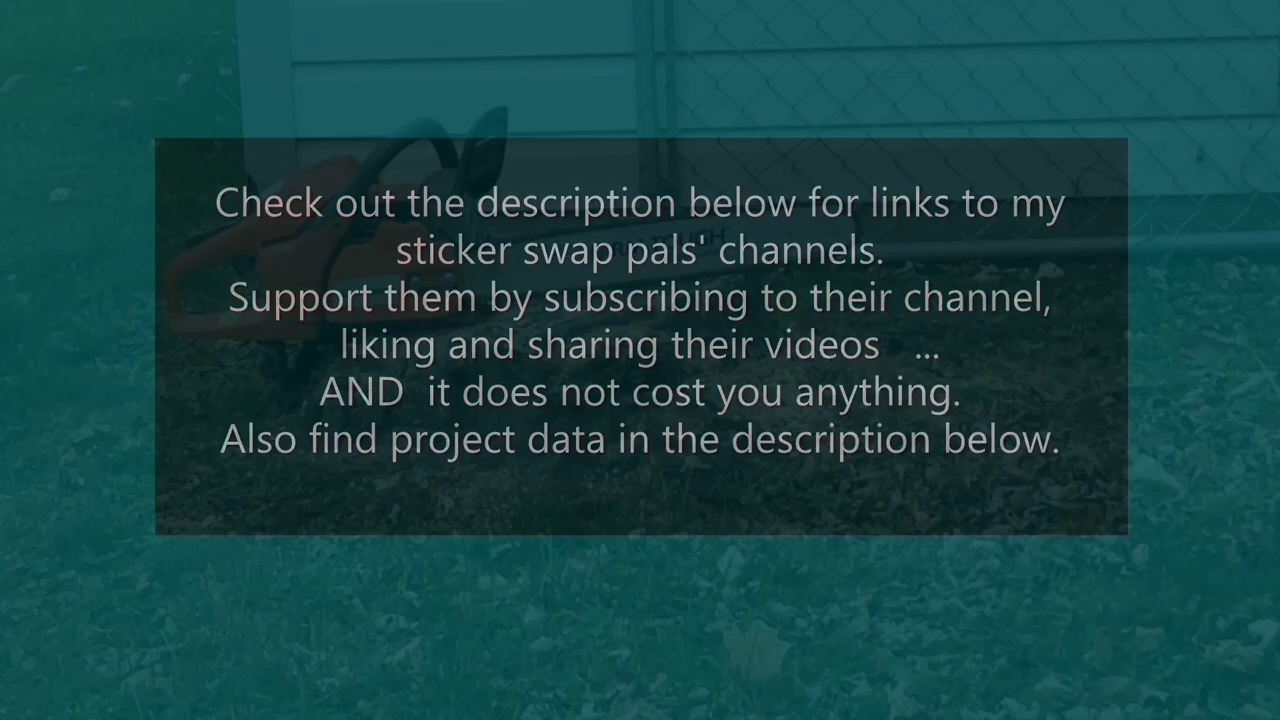 Check out the description below for links to my
sticker swap pals' channels.
Support them by subscribing to their channel,
liking and sharing their videos ...
AND it does not cost you anything.
Also find project data in the description below.